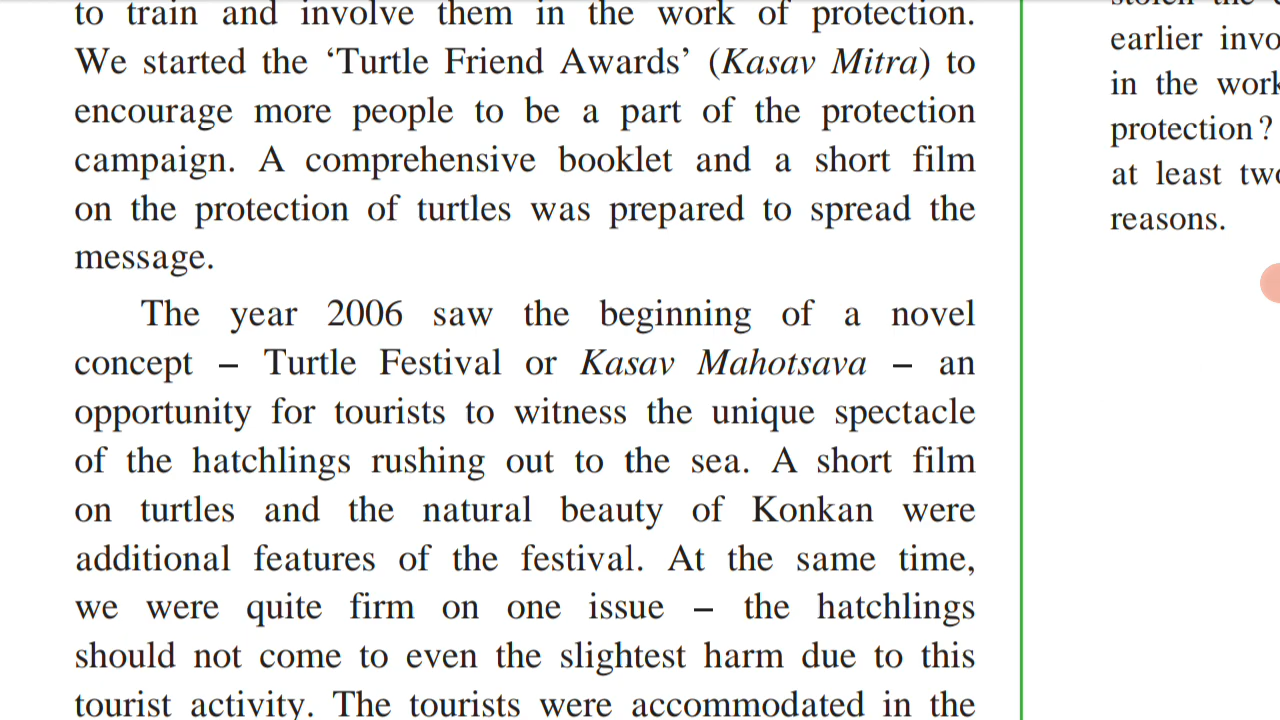 to train and involve them in the work of protection.
We started the ‘Turtle Friend Awards’ (Kasav Mitra) to
encourage more people to be a part of the protection
campaign. A comprehensive booklet and a short film
on the protection of turtles was prepared to spread the
message.
The year 2006 saw the beginning of a novel
concept – Turtle Festival or Kasav Mahotsava – an
opportunity for tourists to witness the unique spectacle
of the hatchlings rushing out to the sea. A short film
on turtles and the natural beauty of Konkan were
additional features of the festival. At the same time,
we were quite firm on one issue – the hatchlings
should not come to even the slightest harm due to this
tourist activity. The tourists were accommodated in the
earlier invo
in the work
protection ?
at least two
reasons.